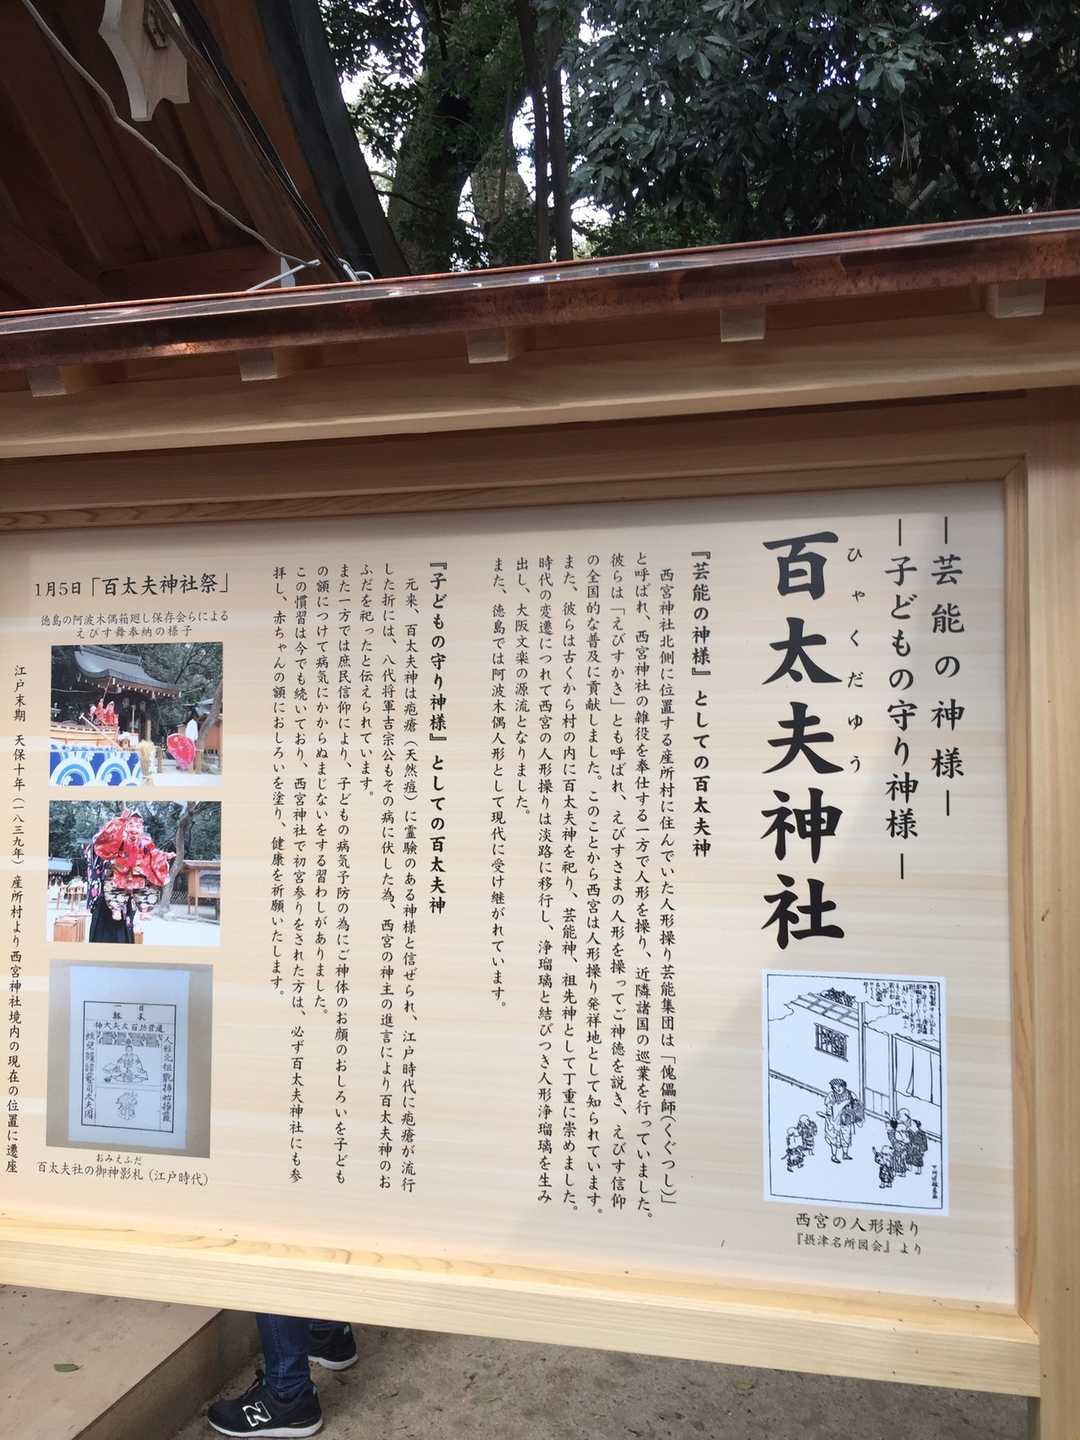 ―芸能の神様―
―子どもの守り神様―
ひゃくだゆう
百太夫神社
西宮の人形操り
『摂津名所図会』より
『芸能の神様』としての百太夫神
西宮神社北側に位置する産所村に住んでいた人形操り芸能集団は「傀儡師(くぐつし)」
と呼ばれ、西宮神社の雑役を奉仕する一方で人形を操り、近隣諸国の巡業を行っていました。
彼らは「えびすかき」とも呼ばれ、えびすさまの人形を操ってご神徳を説き、えびす信仰
の全国的な普及に貢献しました。このことから西宮は人形操り発祥地として知られています。
また、彼らは古くから村の内に百太夫神を祀り、芸能神、祖先神として丁重に崇めました。
時代の変遷につれて西宮の人形操りは淡路に移行し、浄瑠璃と結びつき人形浄瑠璃を生み
出し、大阪文楽の源流となりました。
また、徳島では阿波木偶人形として現代に受け継がれています。
『子どもの守り神様』としての百太夫神
元来、百太夫神は疱瘡（天然痘）に霊験のある神様と信ぜられ、江戸時代に疱瘡が流行
した折には、八代将軍吉宗公もその病に伏した為、西宮の神主の進言により百太夫神のお
ふだを祀ったと伝えられています。
また一方では庶民信仰により、子どもの病気予防の為にご神体のお顔のおしろいを子ども
の額につけて病気にかからぬまじないをする習わしがありました。
この慣習は今でも続いており、西宮神社で初宮参りをされた方は、必ず百太夫神社にも参
拝し、赤ちゃんの額におしろいを塗り、健康を祈願いたします。
1月5日「百太夫神社祭」
徳島の阿波木偶箱廻し保存会らによる
えびす舞奉納の様子
おみえふだ
百太夫社の御神影札（江戸時代）
江戸末期 天保十年（一八三九年）産所村より西宮神社境内の現在の位置に遷座
N